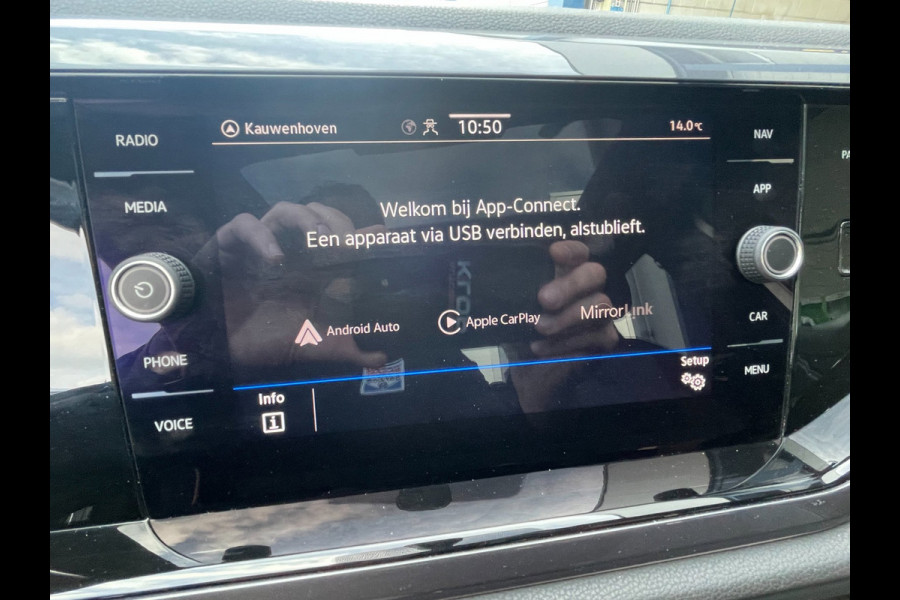 RADIO
MEDIA
PHONE
VOICE
Kauwenhoven
10:50
14.0°C
Welkom bij App-Connect.
Een apparaat via USB verbinden, alstublieft.
Android Auto
Apple CarPlay
MirrorLink
Info
Setup
NAV
APP
CAR
MENU
PA